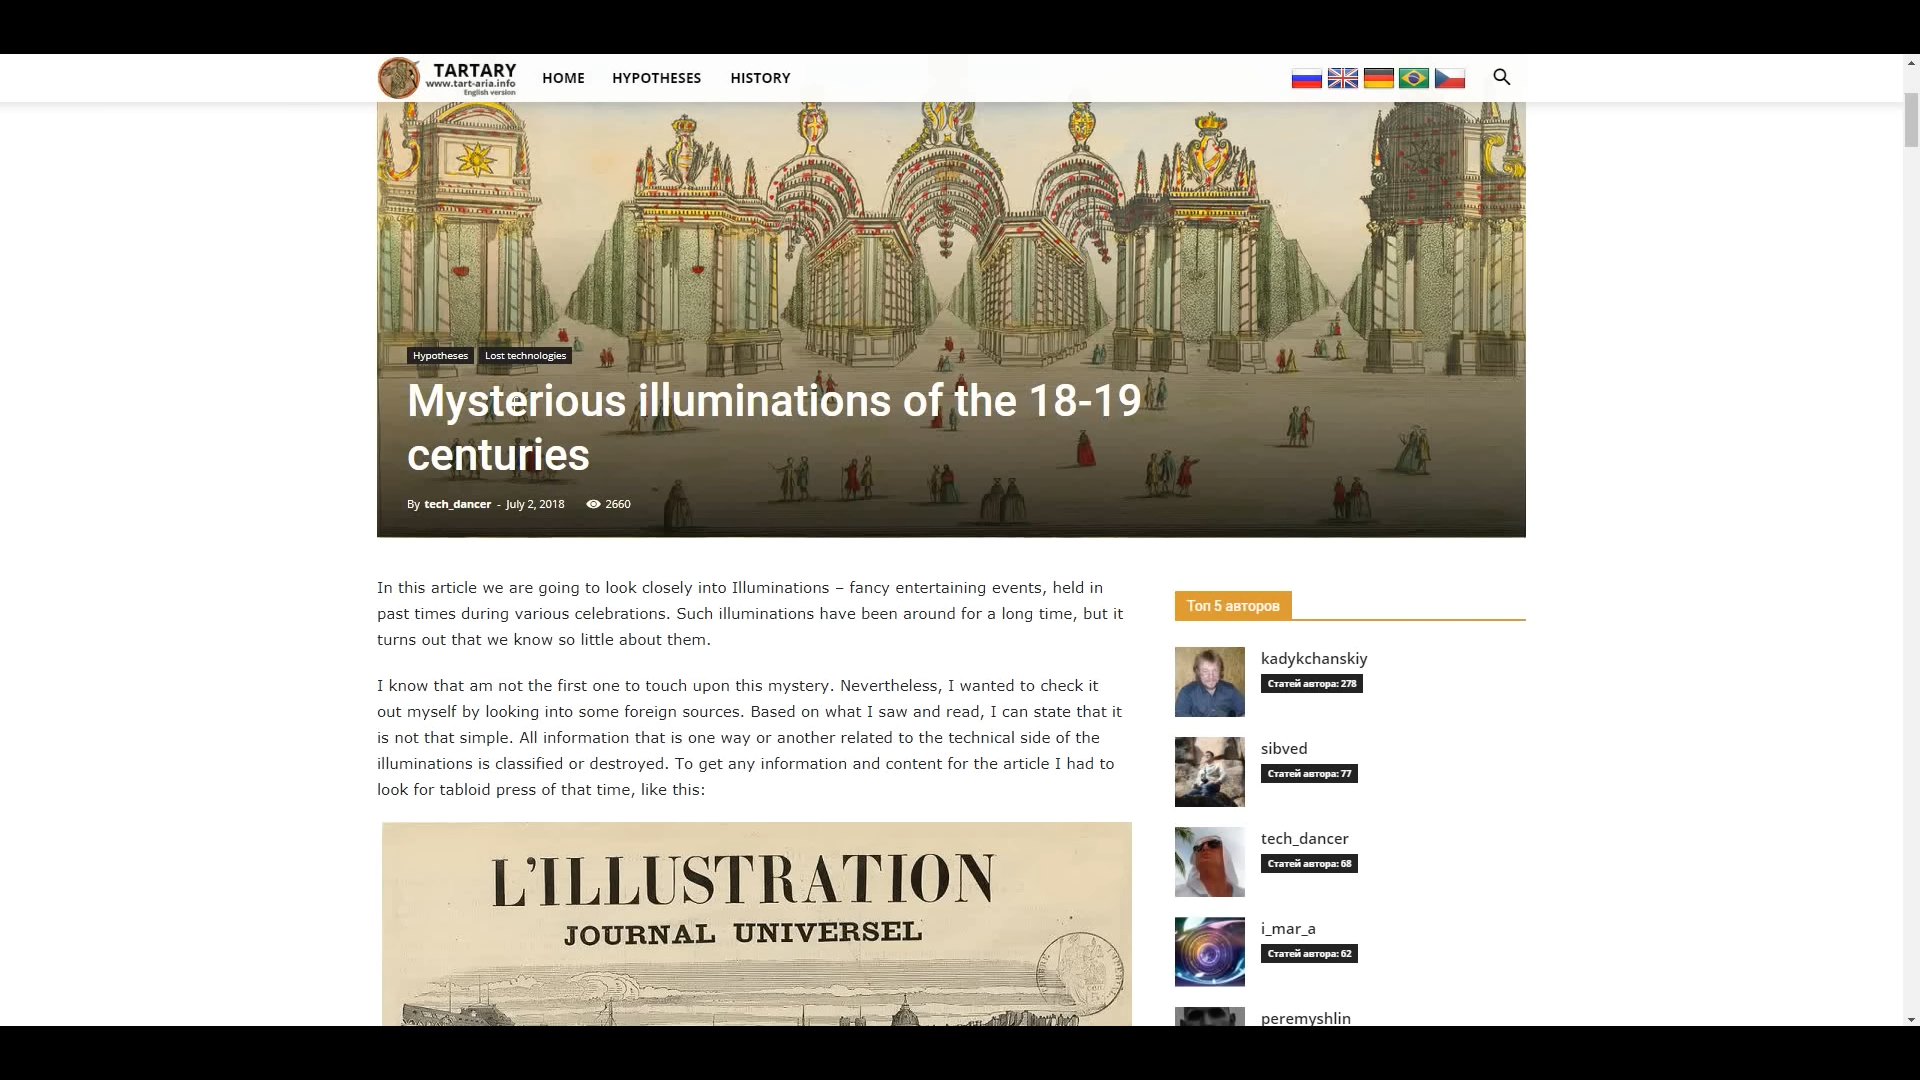 TARTARY
www.tart-aria.info
English version
HOME
HYPOTHESES
HISTORY
Hypotheses
Lost technologies
Mysterious illuminations of the 18-19
centuries
By tech_dancer - July 2, 2018 2660
In this article we are going to look closely into Illuminations – fancy entertaining events, held in
past times during various celebrations. Such illuminations have been around for a long time, but it
turns out that we know so little about them.
I know that am not the first one to touch upon this mystery. Nevertheless, I wanted to check it
out myself by looking into some foreign sources. Based on what I saw and read, I can state that it
is not that simple. All information that is one way or another related to the technical side of the
illuminations is classified or destroyed. To get any information and content for the article I had to
look for tabloid press of that time, like this:
L'ILLUSTRATION
JOURNAL UNIVERSEL
Топ 5 авторов
kadykchanskiy
Статей автора: 278
sibved
Статей автора: 77
tech_dancer
Статей автора: 68
i_mar_a
Статей автора: 62
peremyshlin